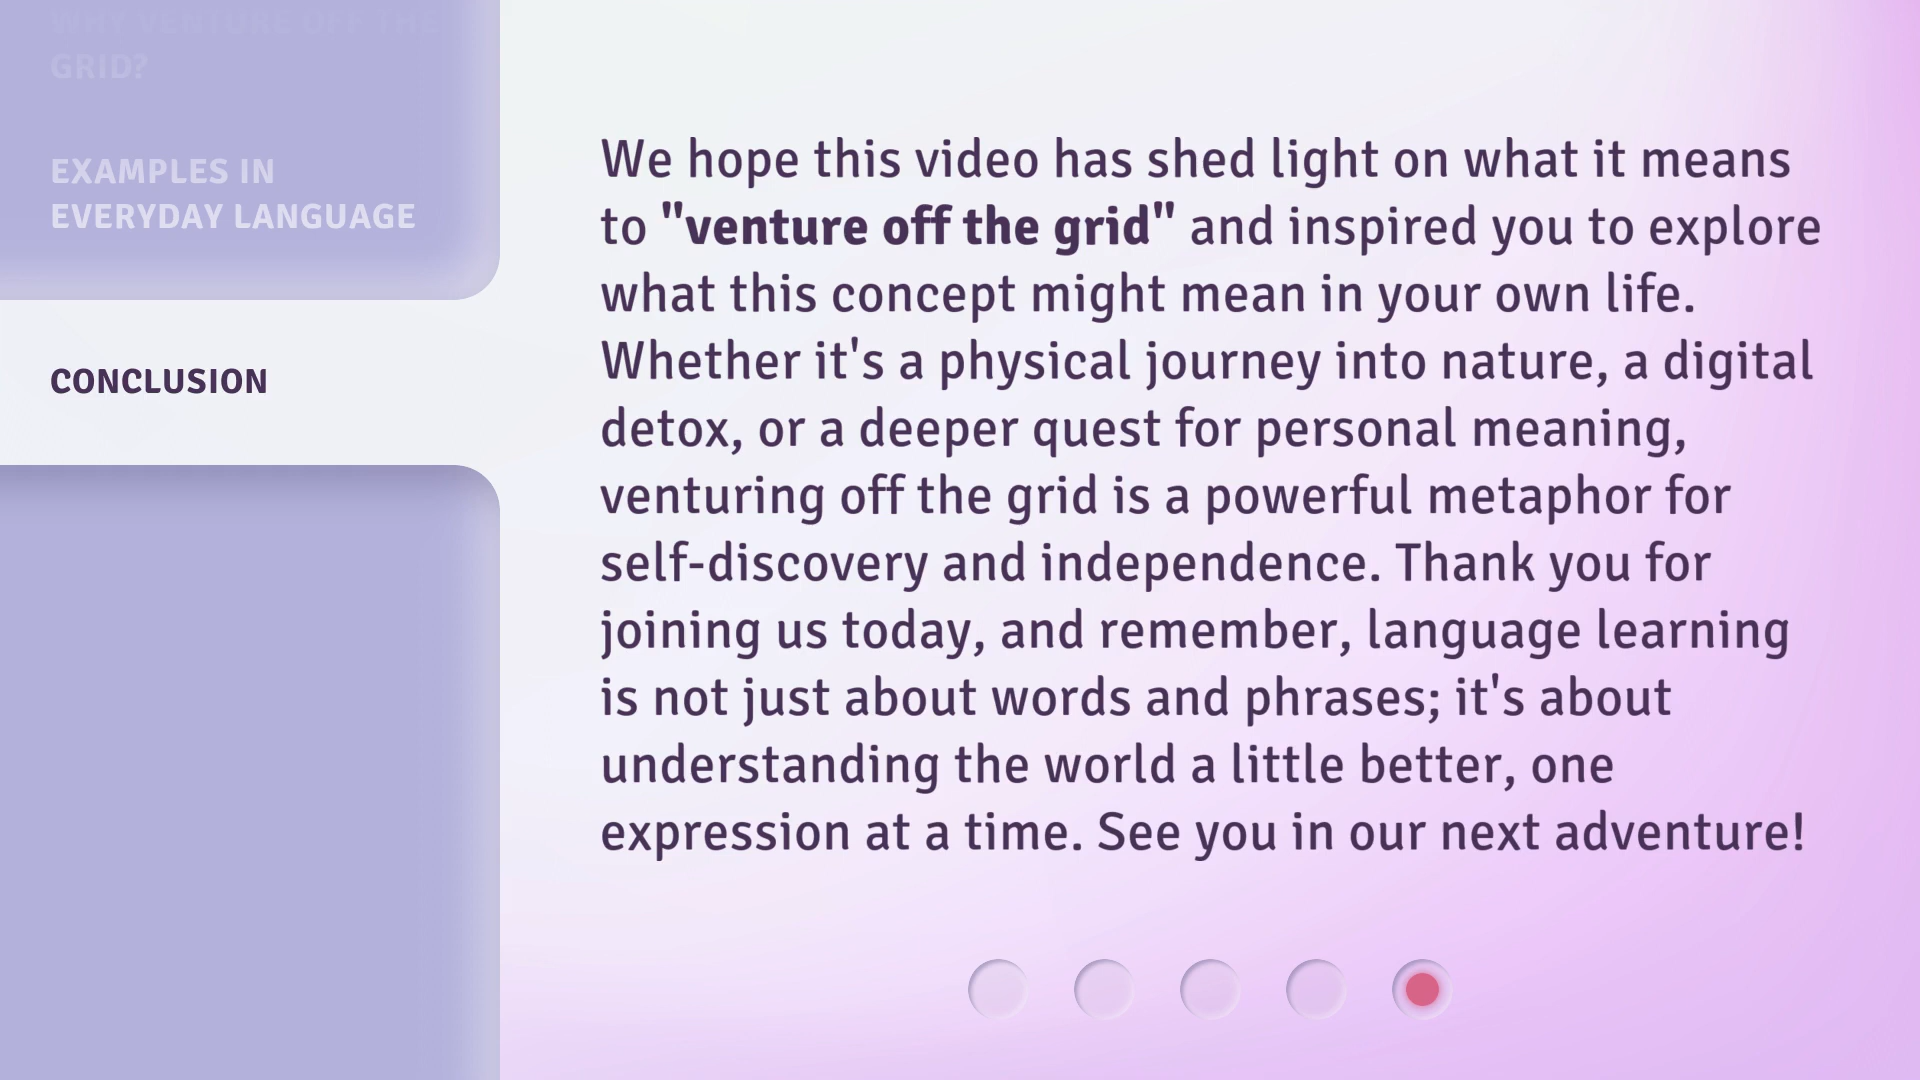 WHY VENTURE OFF THE
GRID?
EXAMPLES IN
EVERYDAY LANGUAGE
CONCLUSION
We hope this video has shed light on what it means
to "venture off the grid" and inspired you to explore
what this concept might mean in your own life.
Whether it's a physical journey into nature, a digital
detox, or a deeper quest for personal meaning,
venturing off the grid is a powerful metaphor for
self-discovery and independence. Thank you for
joining us today, and remember, language learning
is not just about words and phrases; it's about
understanding the world a little better, one
expression at a time. See you in our next adventure!